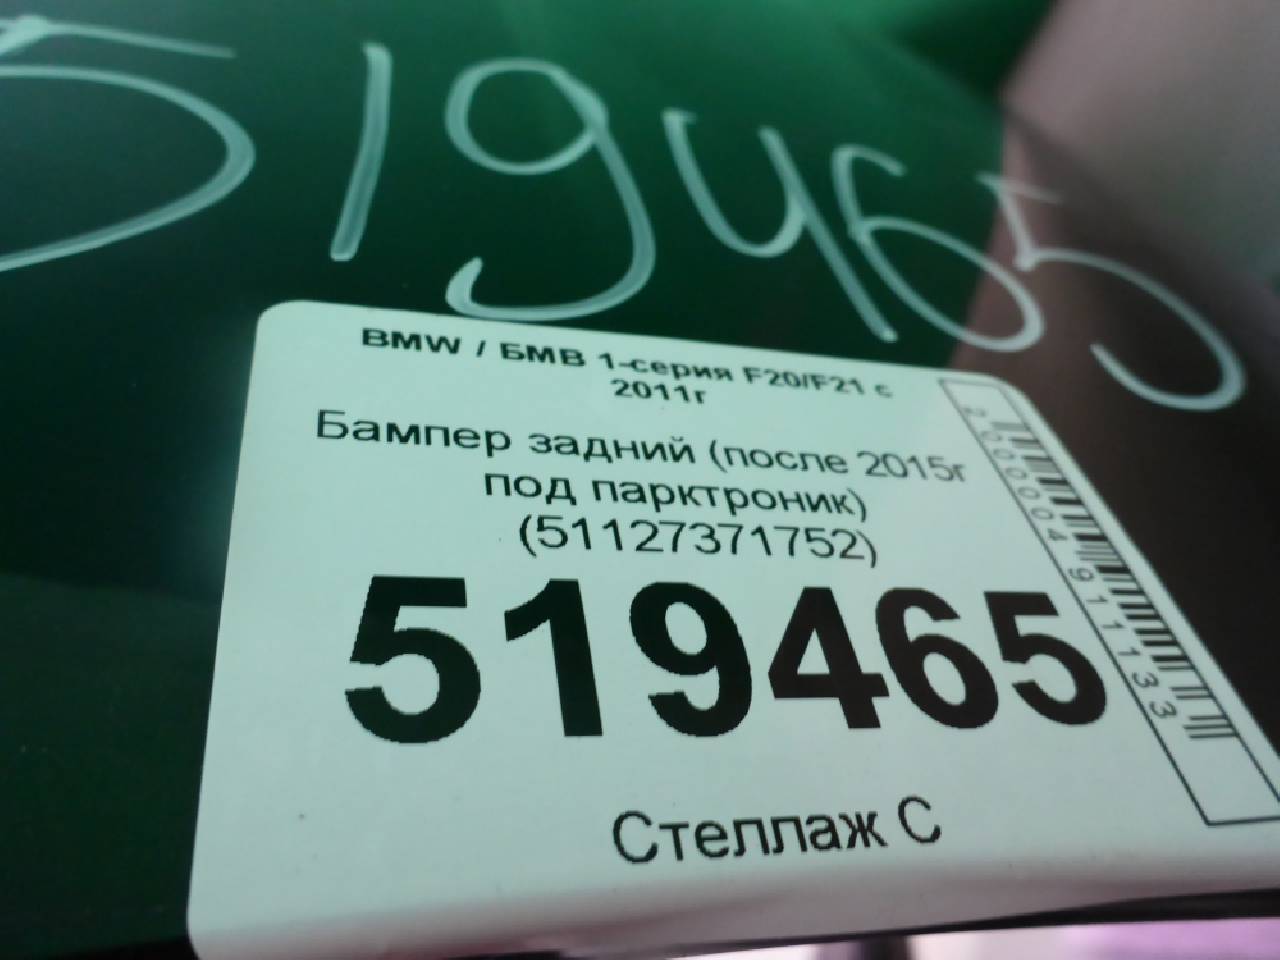 519465
BMW / БМВ 1-серия F20/F21 с
2011г
Бампер задний (после 2015г
под парктроник)
(51127371752)
519465
Стеллаж С
2000004911133